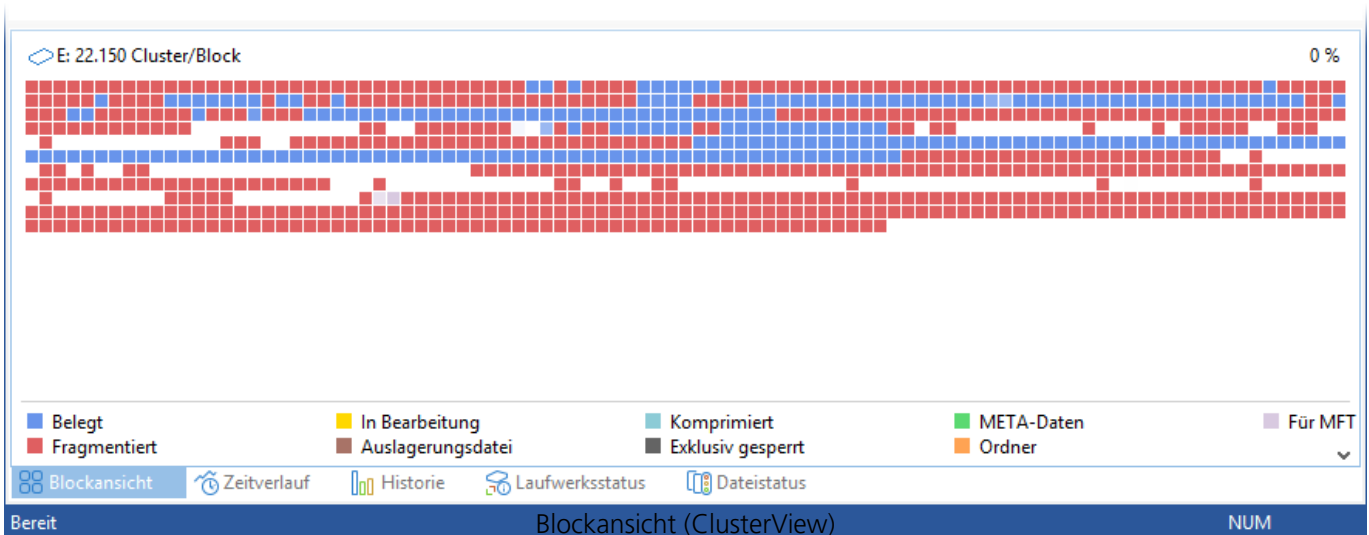 E: 22.150 Cluster/Block 0 %
Belegt In Bearbeitung Komprimiert META-Daten Für MFT
Fragmentiert Auslagerungsdatei Exklusiv gesperrt Ordner
Blockansicht Zeitverlauf Historie Laufwerksstatus Dateistatus
Bereit Blockansicht (ClusterView) NUM